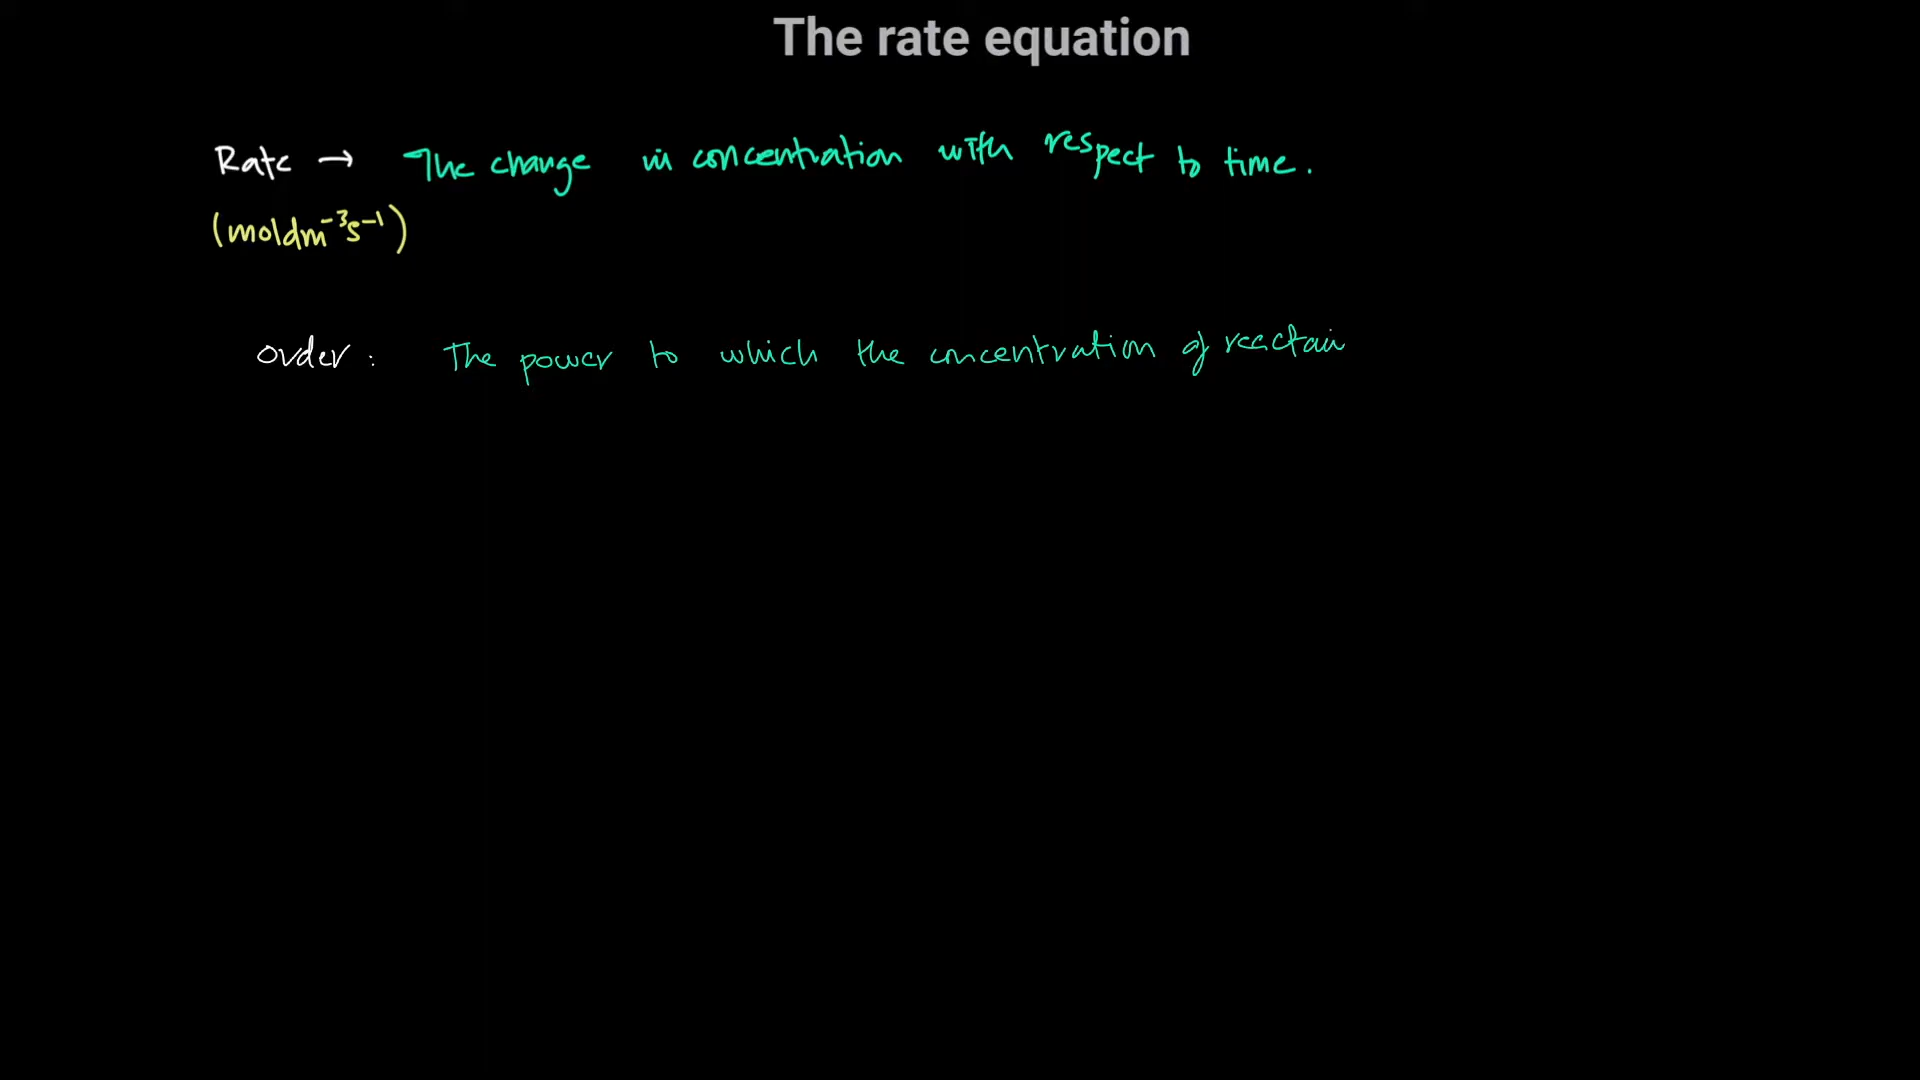 The rate equation
Rate → The change in concentration with respect to time.
(moldm⁻³s⁻¹)
Order : The power to which the concentration of reactan